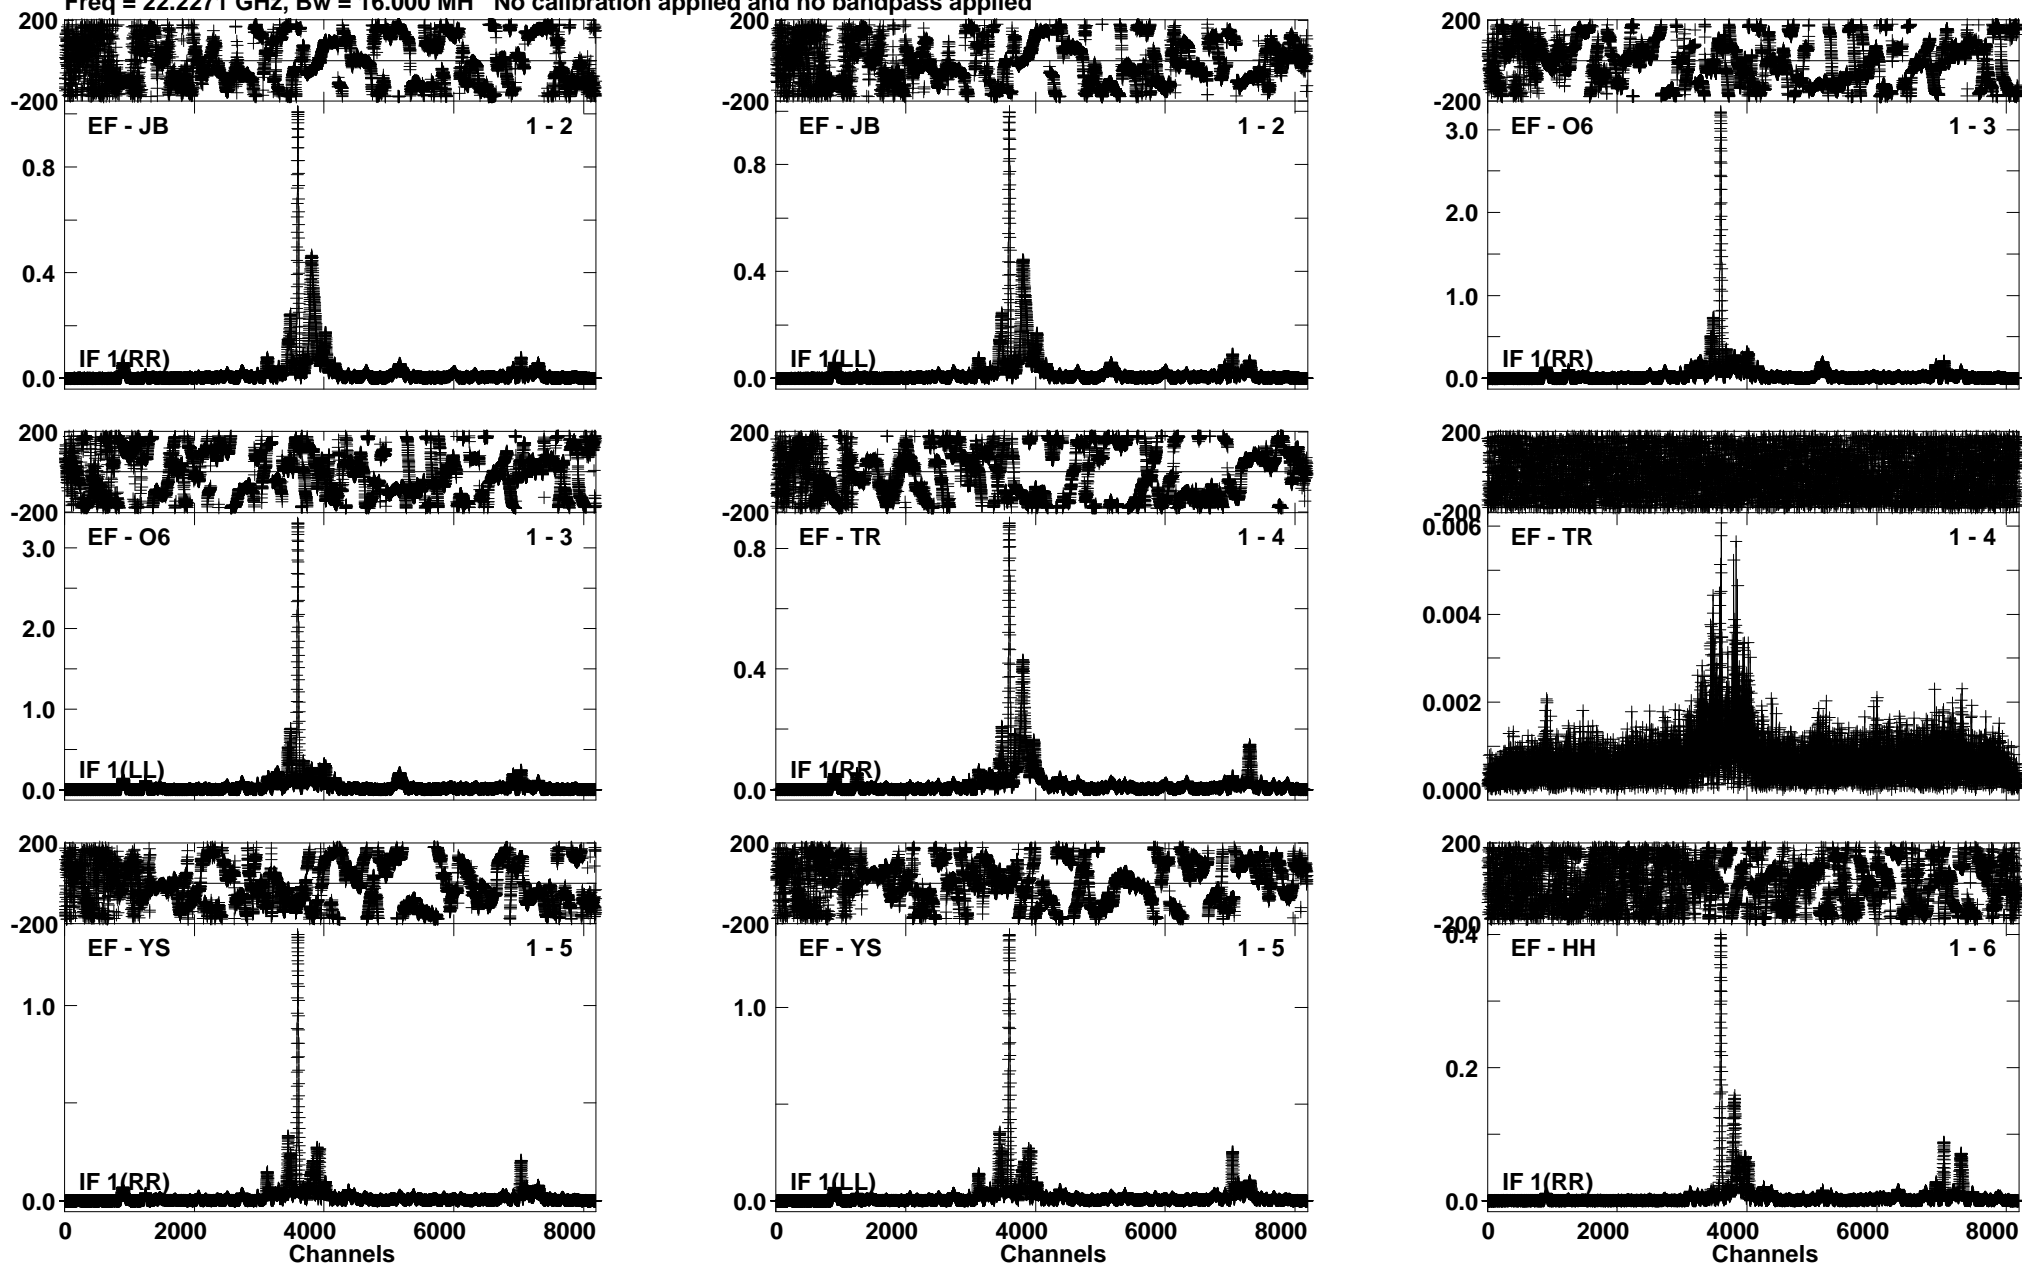 Freq = 22.2271 GHz, Bw = 16.000 MH No calibration applied and no bandpass applied
200
-200
EF - JB 1 - 2
0.8
0.4
0.0
IF 1(RR)
200
-200
EF - JB 1 - 2
0.8
0.4
0.0
IF 1(LL)
200
-200
EF - O6 1 - 3
3.0
2.0
1.0
0.0
IF 1(RR)
200
-200
EF - O6 1 - 3
3.0
2.0
1.0
0.0
IF 1(LL)
200
-200
EF - TR 1 - 4
0.8
0.4
0.0
IF 1(RR)
200
-200
EF - TR 1 - 4
0.006
0.004
0.002
0.000
200
-200
EF - YS 1 - 5
1.0
0.0
IF 1(RR)
0 2000 4000 6000 8000
Channels
200
-200
EF - YS 1 - 5
1.0
0.0
IF 1(LL)
0 2000 4000 6000 8000
Channels
200
-200
EF - HH 1 - 6
0.4
0.2
0.0
IF 1(RR)
0 2000 4000 6000 8000
Channels